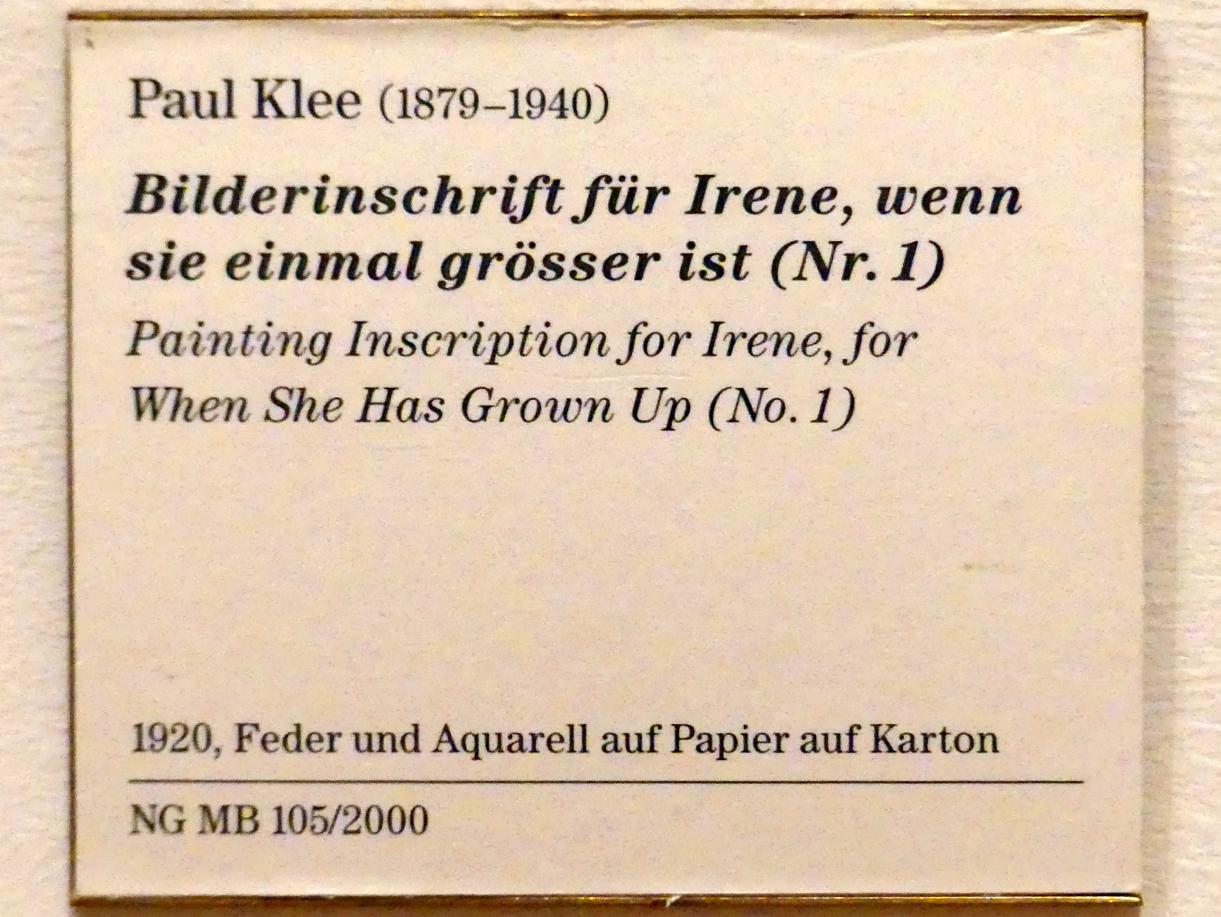 Paul Klee (1879–1940)
Bilderinschrift für Irene, wenn
sie einmal grösser ist (Nr. 1)
Painting Inscription for Irene, for
When She Has Grown Up (No. 1)
1920, Feder und Aquarell auf Papier auf Karton
NG MB 105/2000